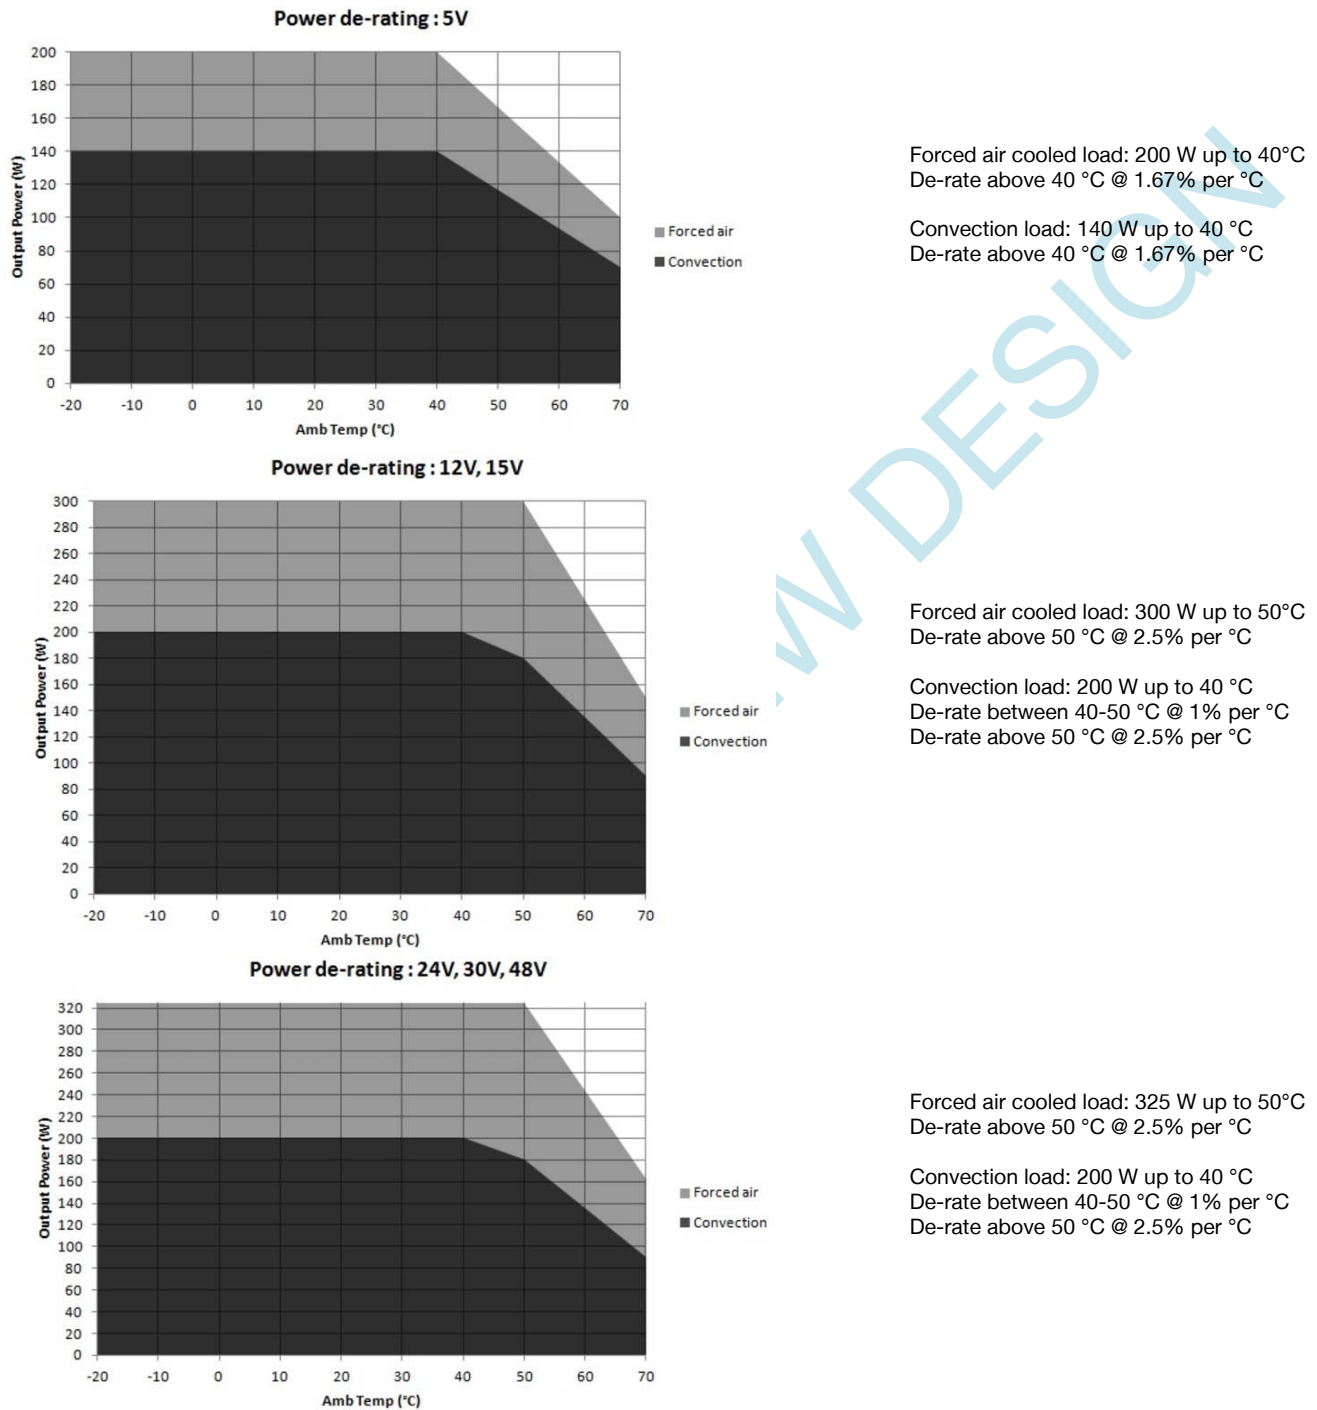 Power de-rating : 5V
200
180
160
140
120
100
80
60
40
20
0
Output Power (W)
-20 -10 0 10 20 30 40 50 60 70
Amb Temp (°C)
Forced air
Convection
Forced air cooled load: 200 W up to 40°C
De-rate above 40 °C @ 1.67% per °C
Convection load: 140 W up to 40 °C
De-rate above 40 °C @ 1.67% per °C
Power de-rating : 12V, 15V
300
280
260
240
220
200
180
160
140
120
100
80
60
40
20
0
Output Power (W)
-20 -10 0 10 20 30 40 50 60 70
Amb Temp (°C)
Forced air
Convection
Forced air cooled load: 300 W up to 50°C
De-rate above 50 °C @ 2.5% per °C
Convection load: 200 W up to 40 °C
De-rate between 40-50 °C @ 1% per °C
De-rate above 50 °C @ 2.5% per °C
Power de-rating : 24V, 30V, 48V
320
300
280
260
240
220
200
180
160
140
120
100
80
60
40
20
0
Output Power (W)
-20 -10 0 10 20 30 40 50 60 70
Amb Temp (°C)
Forced air
Convection
Forced air cooled load: 325 W up to 50°C
De-rate above 50 °C @ 2.5% per °C
Convection load: 200 W up to 40 °C
De-rate between 40-50 °C @ 1% per °C
De-rate above 50 °C @ 2.5% per °C
DESIGN